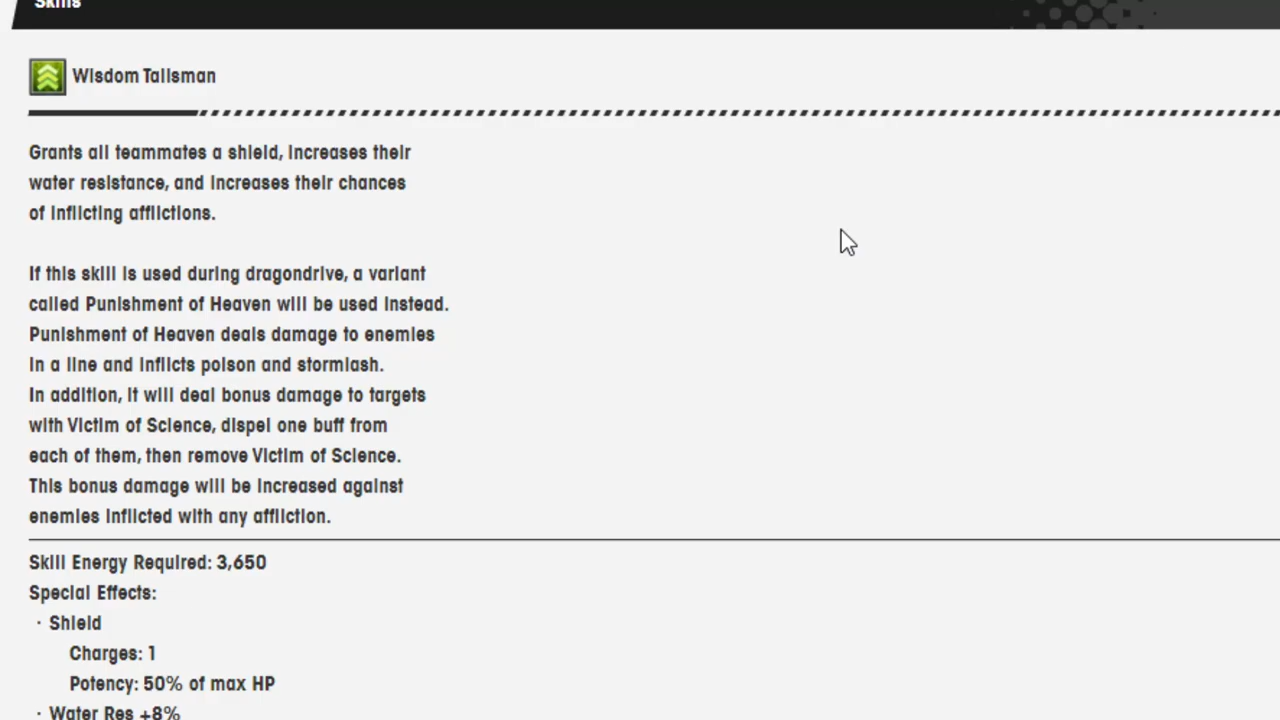 Skills
Wisdom Talisman
Grants all teammates a shield, increases their
water resistance, and increases their chances
of inflicting afflictions.
If this skill is used during dragondrive, a variant
called Punishment of Heaven will be used instead.
Punishment of Heaven deals damage to enemies
in a line and inflicts poison and stormlash.
In addition, it will deal bonus damage to targets
with Victim of Science, dispel one buff from
each of them, then remove Victim of Science.
This bonus damage will be increased against
enemies inflicted with any affliction.
Skill Energy Required: 3,650
Special Effects:
· Shield
Charges: 1
Potency: 50% of max HP
· Water Res +8%